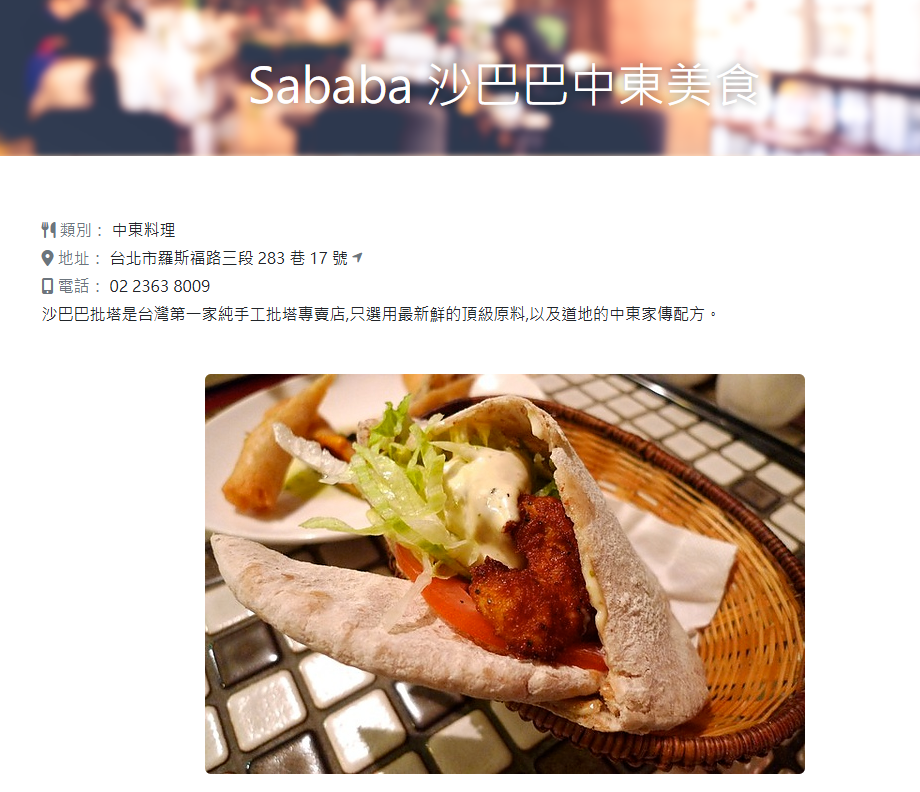 Sababa 沙巴巴中東美食
類別： 中東料理
地址： 台北市羅斯福路三段 283 巷 17 號
電話： 02 2363 8009
沙巴巴批塔是台灣第一家純手工批塔專賣店,只選用最新鮮的頂級原料,以及道地的中東家傳配方。